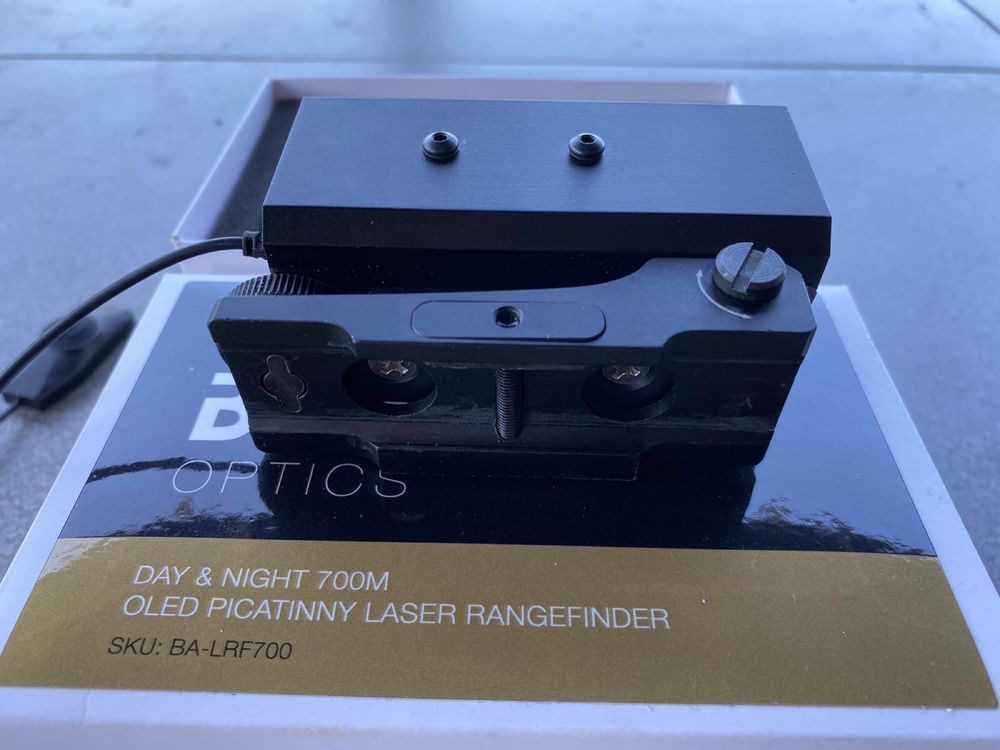 OPTICS
DAY & NIGHT 700M
OLED PICATINNY LASER RANGEFINDER
SKU: BA-LRF700